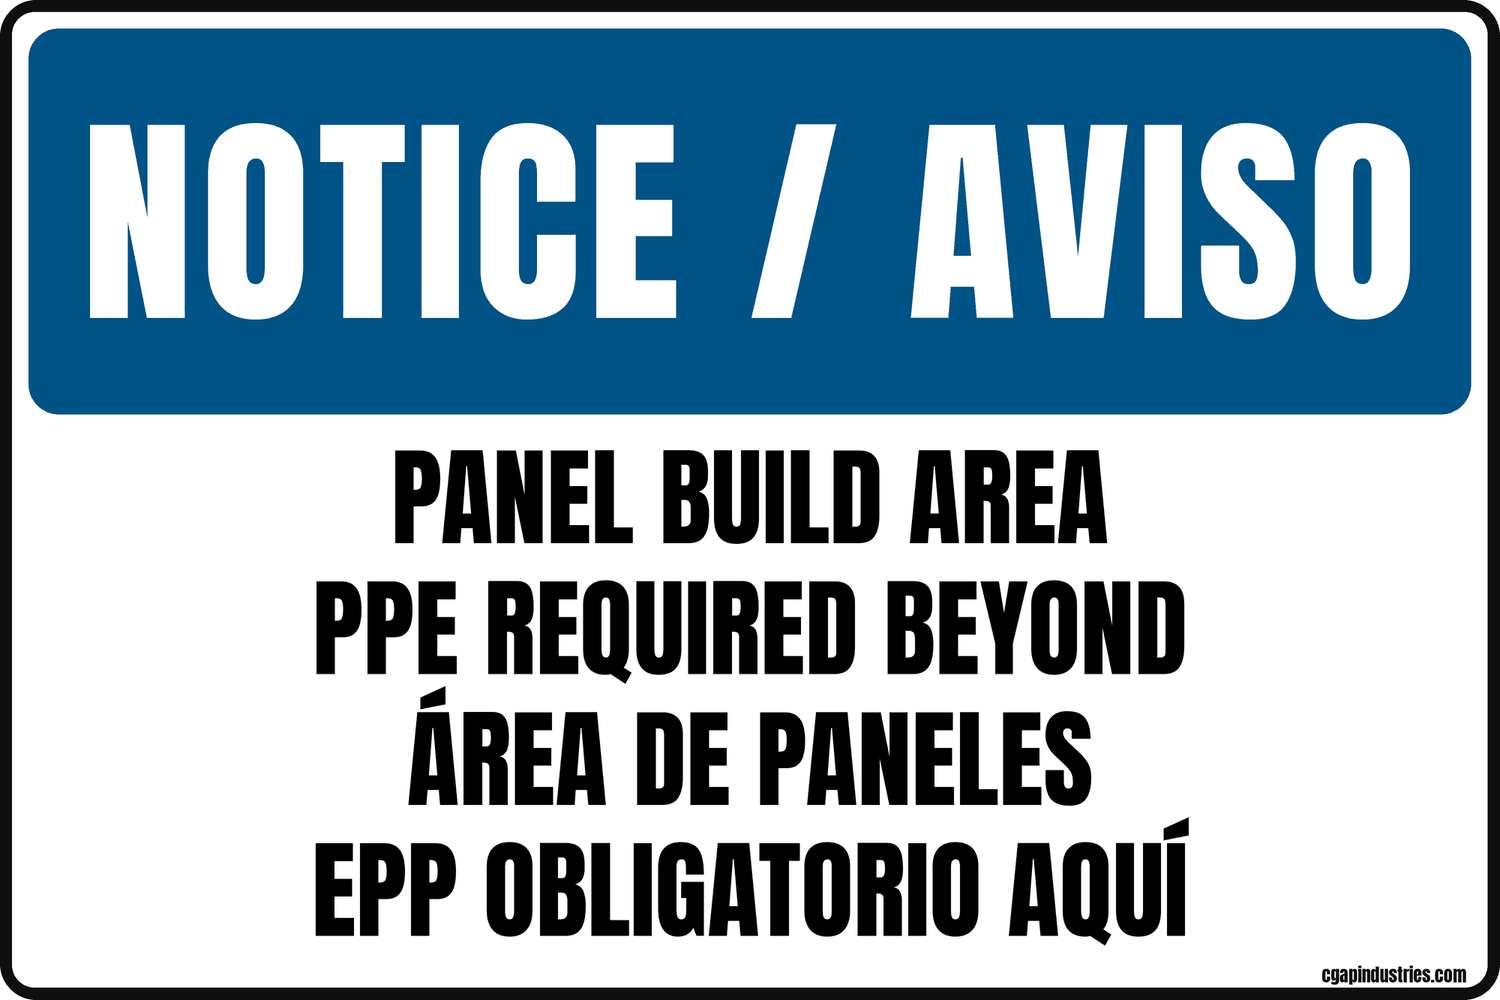 NOTICE / AVISO
PANEL BUILD AREA
PPE REQUIRED BEYOND
ÁREA DE PANELES
EPP OBLIGATORIO AQUÍ
cgapindustries.com